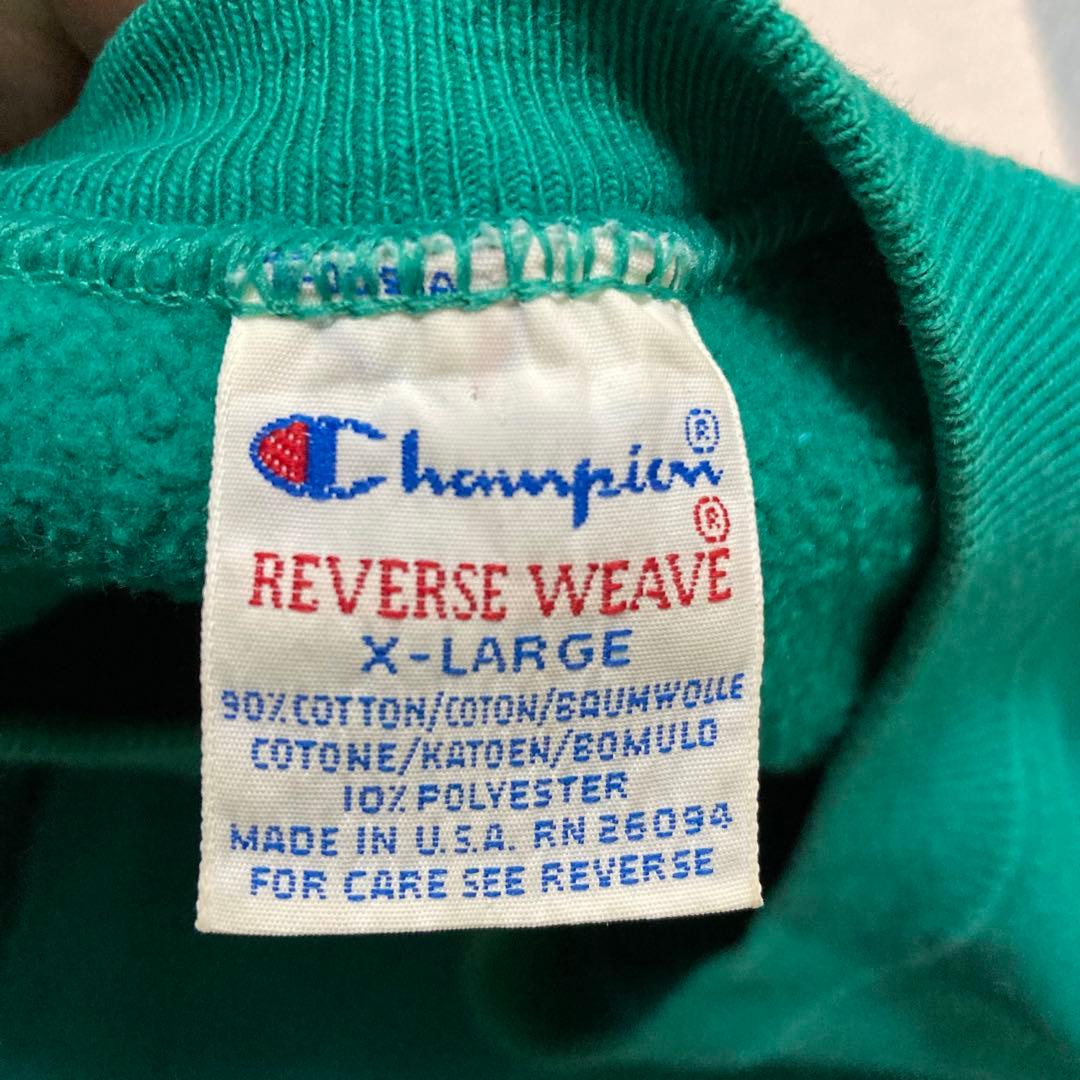 Champion®
REVERSE WEAVE®
X-LARGE
90% COTTON/COTON/BAUMWOLLE
COTONE/KATOEN/BOMULD
10% POLYESTER
MADE IN U.S.A. RN 26094
FOR CARE SEE REVERSE